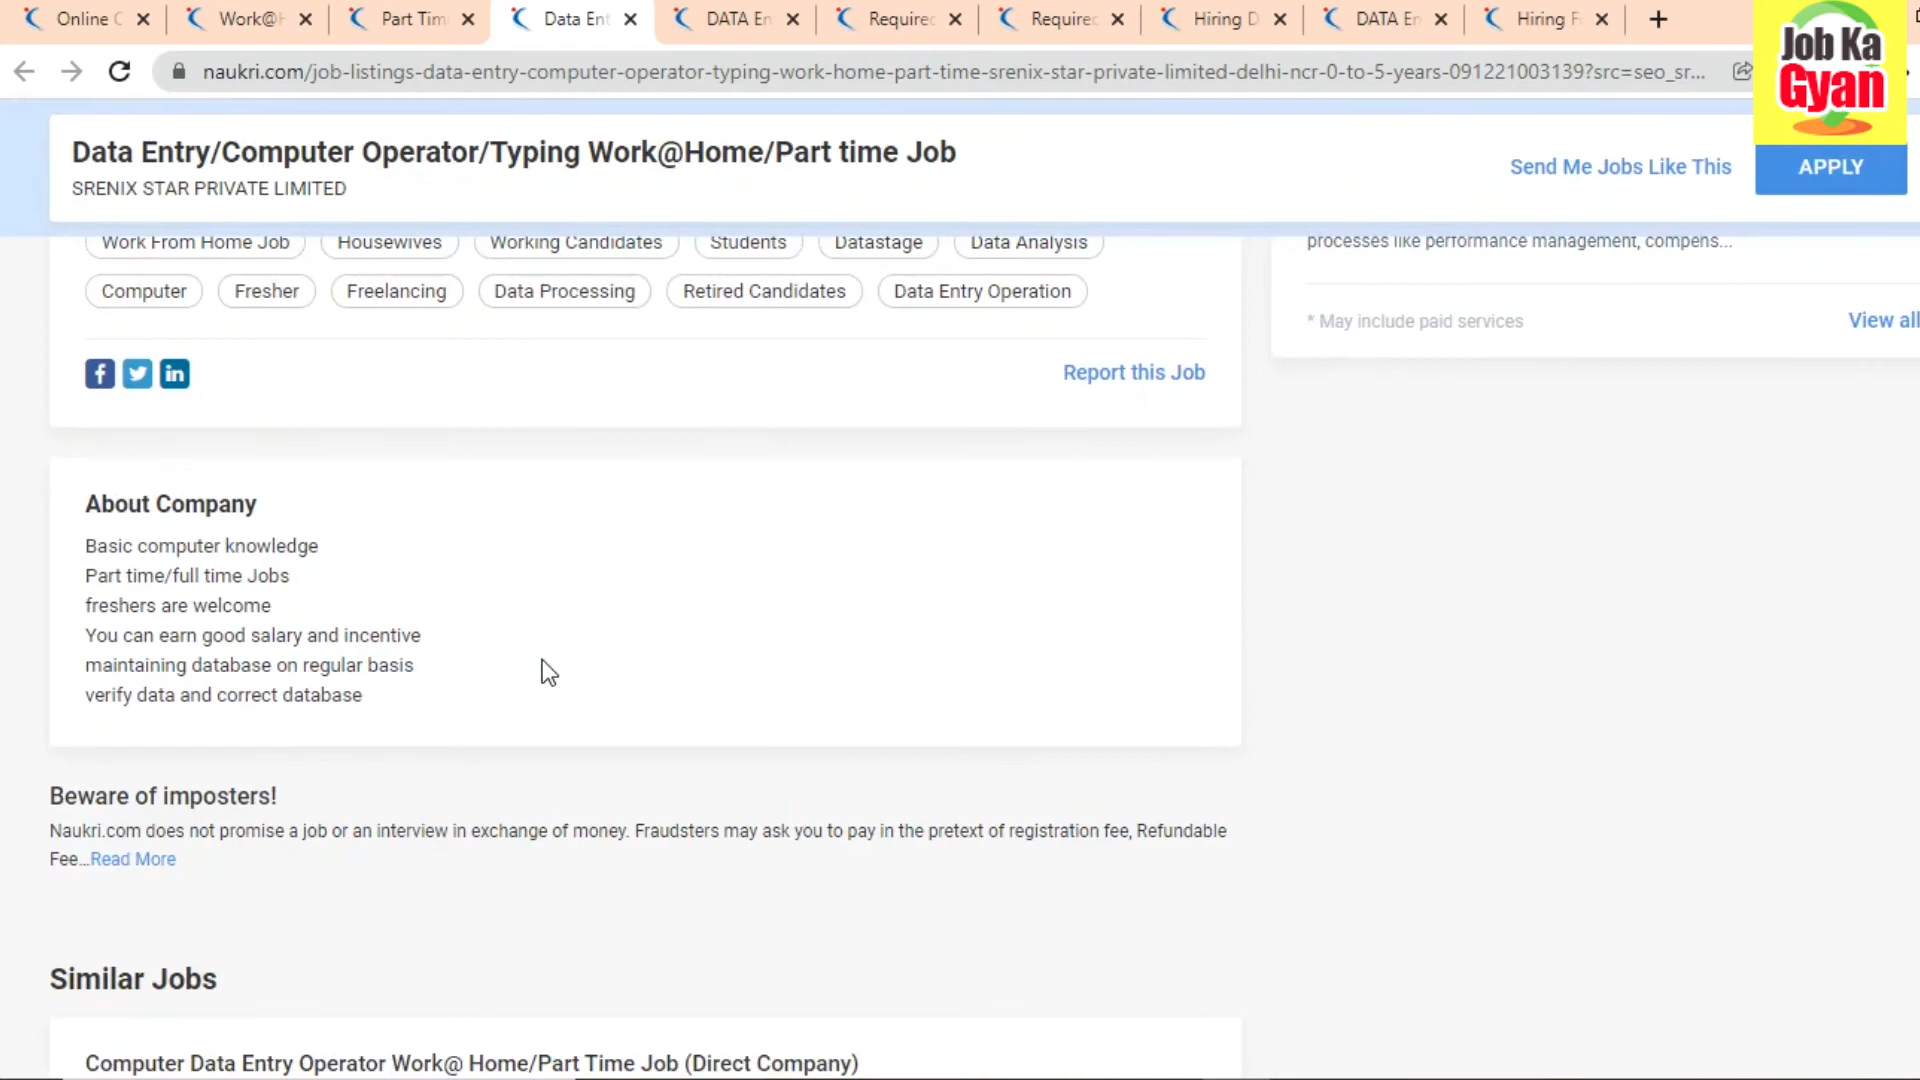 Online
Work@
Part Tim
Data Ent
DATA En
Required
Required
Hiring D
DATA En
Hiring F
naukri.com/job-listings-data-entry-computer-operator-typing-work-home-part-time-srenix-star-private-limited-delhi-ncr-0-to-5-years-091221003139?src=seo_sr...
Job Ka
Gyan
Data Entry/Computer Operator/Typing Work@Home/Part time Job
SRENIX STAR PRIVATE LIMITED
Send Me Jobs Like This
APPLY
Work From Home Job Housewives Working Candidates Students Datastage Data Analysis
Computer Fresher Freelancing Data Processing Retired Candidates Data Entry Operation
processes like performance management, compens...
* May include paid services
View all
f in
Report this Job
About Company
Basic computer knowledge
Part time/full time Jobs
freshers are welcome
You can earn good salary and incentive
maintaining database on regular basis
verify data and correct database
Beware of imposters!
Naukri.com does not promise a job or an interview in exchange of money. Fraudsters may ask you to pay in the pretext of registration fee, Refundable
Fee...Read More
Similar Jobs
Computer Data Entry Operator Work@ Home/Part Time Job (Direct Company)